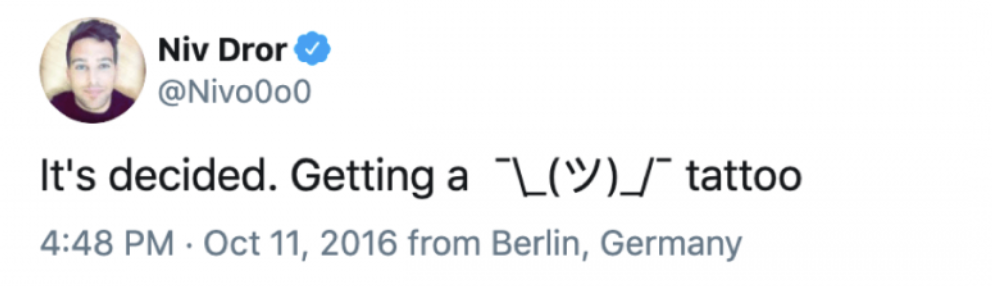 Niv Dror
@Nivo0o0
It's decided. Getting a ¯\_(ツ)_/¯ tattoo
4:48 PM · Oct 11, 2016 from Berlin, Germany